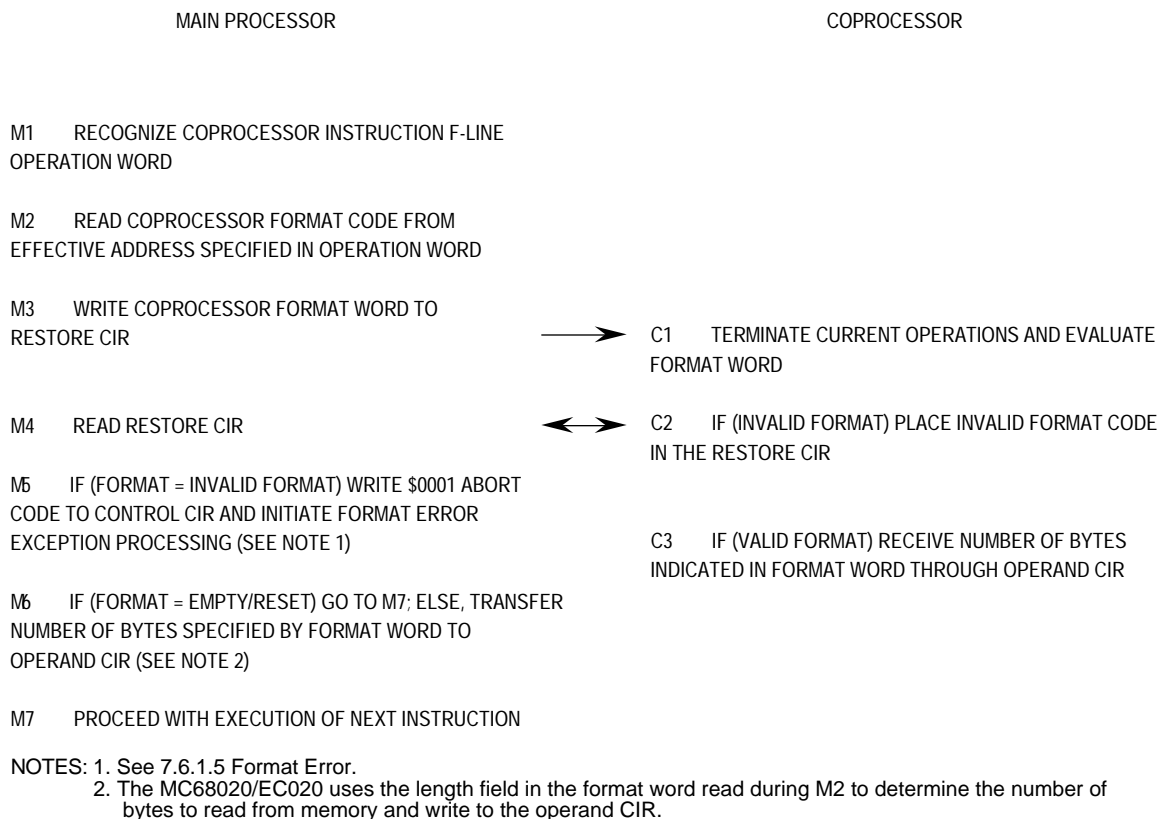 MAIN PROCESSOR
COPROCESSOR
M1 RECOGNIZE COPROCESSOR INSTRUCTION F-LINE
OPERATION WORD
M2 READ COPROCESSOR FORMAT CODE FROM
EFFECTIVE ADDRESS SPECIFIED IN OPERATION WORD
M3 WRITE COPROCESSOR FORMAT WORD TO
RESTORE CIR
C1 TERMINATE CURRENT OPERATIONS AND EVALUATE
FORMAT WORD
M4 READ RESTORE CIR
C2 IF (INVALID FORMAT) PLACE INVALID FORMAT CODE
IN THE RESTORE CIR
M5 IF (FORMAT = INVALID FORMAT) WRITE $0001 ABORT
CODE TO CONTROL CIR AND INITIATE FORMAT ERROR
EXCEPTION PROCESSING (SEE NOTE 1)
C3 IF (VALID FORMAT) RECEIVE NUMBER OF BYTES
INDICATED IN FORMAT WORD THROUGH OPERAND CIR
M6 IF (FORMAT = EMPTY/RESET) GO TO M7; ELSE, TRANSFER
NUMBER OF BYTES SPECIFIED BY FORMAT WORD TO
OPERAND CIR (SEE NOTE 2)
M7 PROCEED WITH EXECUTION OF NEXT INSTRUCTION
NOTES: 1. See 7.6.1.5 Format Error.
2. The MC68020/EC020 uses the length field in the format word read during M2 to determine the number of
bytes to read from memory and write to the operand CIR.